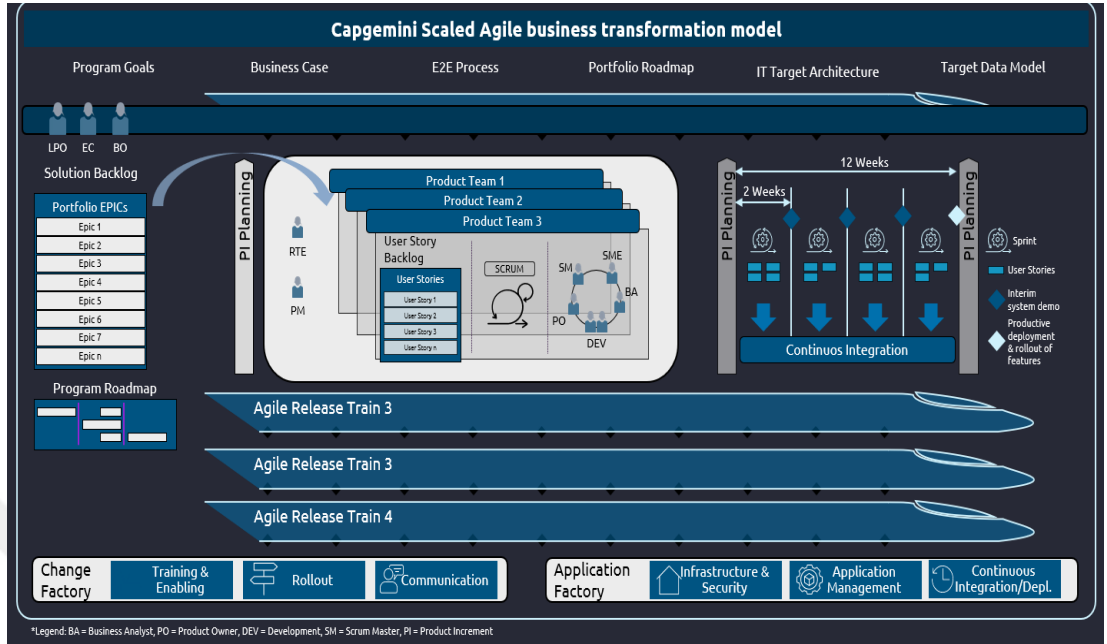 Capgemini Scaled Agile business transformation model
Program Goals
Business Case
E2E Process
Portfolio Roadmap
IT Target Architecture
Target Data Model
LPO
EC
BO
Solution Backlog
Portfolio EPICs
Epic 1
Epic 2
Epic 3
Epic 4
Epic 5
Epic 6
Epic 7
Epic n
Program Roadmap
PI Planning
RTE
PM
Product Team 1
Product Team 2
Product Team 3
User Story
Backlog
User Stories
User Story 1
User Story 2
User Story 3
User Story n
SCRUM
SM
SME
BA
PO
DEV
PI Planning
12 Weeks
2 Weeks
Continuos Integration
PI Planning
Sprint
User Stories
Interim
system demo
Productive
deployment
& rollout of
features
Agile Release Train 3
Agile Release Train 3
Agile Release Train 4
Change
Factory
Training &
Enabling
Rollout
Communication
Application
Factory
Infrastructure &
Security
Application
Management
Continuous
Integration/Depl.
*Legend: BA = Business Analyst, PO = Product Owner, DEV = Development, SM = Scrum Master, PI = Product Increment